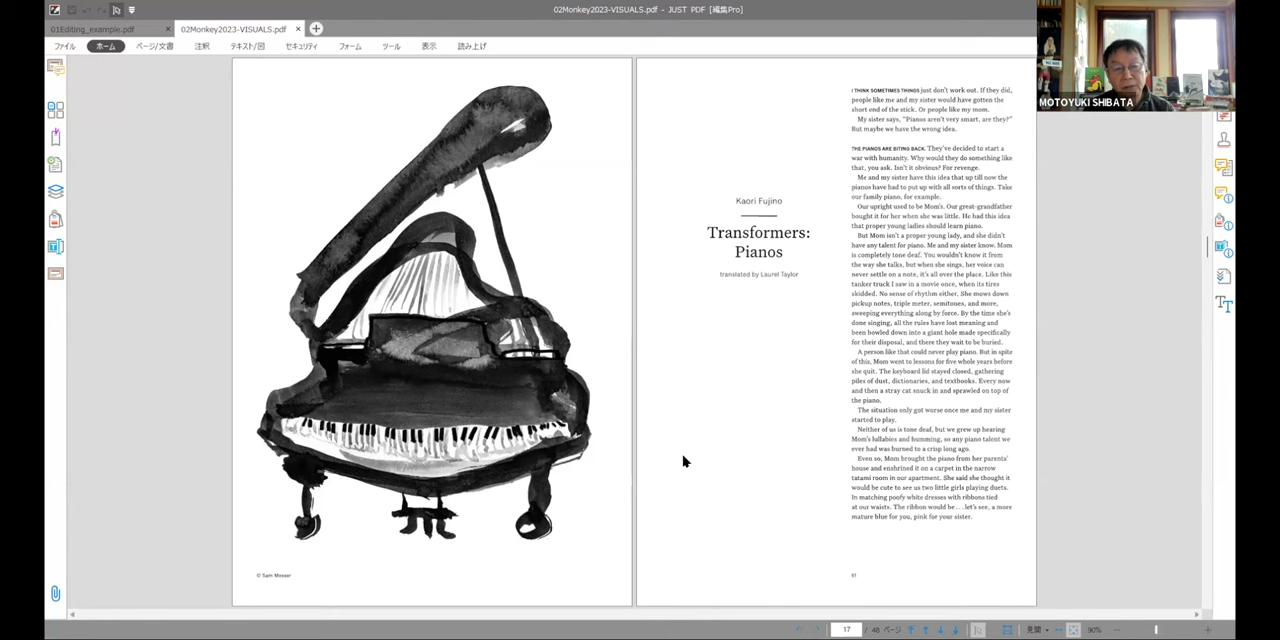 02Monkey2023-VISUALS.pdf - JUST PDF [編集Pro]
01Editing_example.pdf
02Monkey2023-VISUALS.pdf
ファイル ホーム ページ/文書 注釈 テキスト/図 セキュリティ フォーム ツール 表示 読み上げ
MOTOYUKI SHIBATA
© Sam Messer
Kaori Fujino
Transformers:
Pianos
translated by Laurel Taylor
I THINK SOMETIMES THINGS just don't work out. If they did,
people like me and my sister would have gotten the
short end of the stick. Or people like my mom.
My sister says, "Pianos aren't very smart, are they?"
But maybe we have the wrong idea.
THE PIANOS ARE BITING BACK. They've decided to start a
war with humanity. Why would they do something like
that, you ask. Isn't it obvious? For revenge.
Me and my sister have this idea that up till now the
pianos have had to put up with all sorts of things. Take
our family piano, for example.
Our upright used to be Mom's. Our great-grandfather
bought it for her when she was little. He had this idea
that proper young ladies should learn piano.
But Mom isn't a proper young lady, and she didn't
have any talent for piano. Me and my sister know. Mom
is completely tone deaf. You wouldn't know it from
the way she talks, but when she sings, her voice can
never settle on a note, it's all over the place. Like this
tanker truck I saw in a movie once, when its tires
skidded. No sense of rhythm either. She mows down
pickup notes, triple meter, semitones, and more,
sweeping everything along by force. By the time she's
done singing, all the rules have lost meaning and
been bowled down into a giant hole made specifically
for their disposal, and there they wait to be buried.
A person like that could never play piano. But in spite
of this, Mom went to lessons for five whole years before
she quit. The keyboard lid stayed closed, gathering
piles of dust, dictionaries, and textbooks. Every now
and then a stray cat snuck in and sprawled on top of
the piano.
The situation only got worse once me and my sister
started to play.
Neither of us is tone deaf, but we grew up hearing
Mom's lullabies and humming, so any piano talent we
ever had was burned to a crisp long ago.
Even so, Mom brought the piano from her parents'
house and enshrined it on a carpet in the narrow
tatami room in our apartment. She said she thought it
would be cute to see us two little girls playing duets.
In matching poofy white dresses with ribbons tied
at our waists. The ribbon would be . . . let's see, a more
mature blue for you, pink for your sister.
17 / 48 ページ
見開
90%